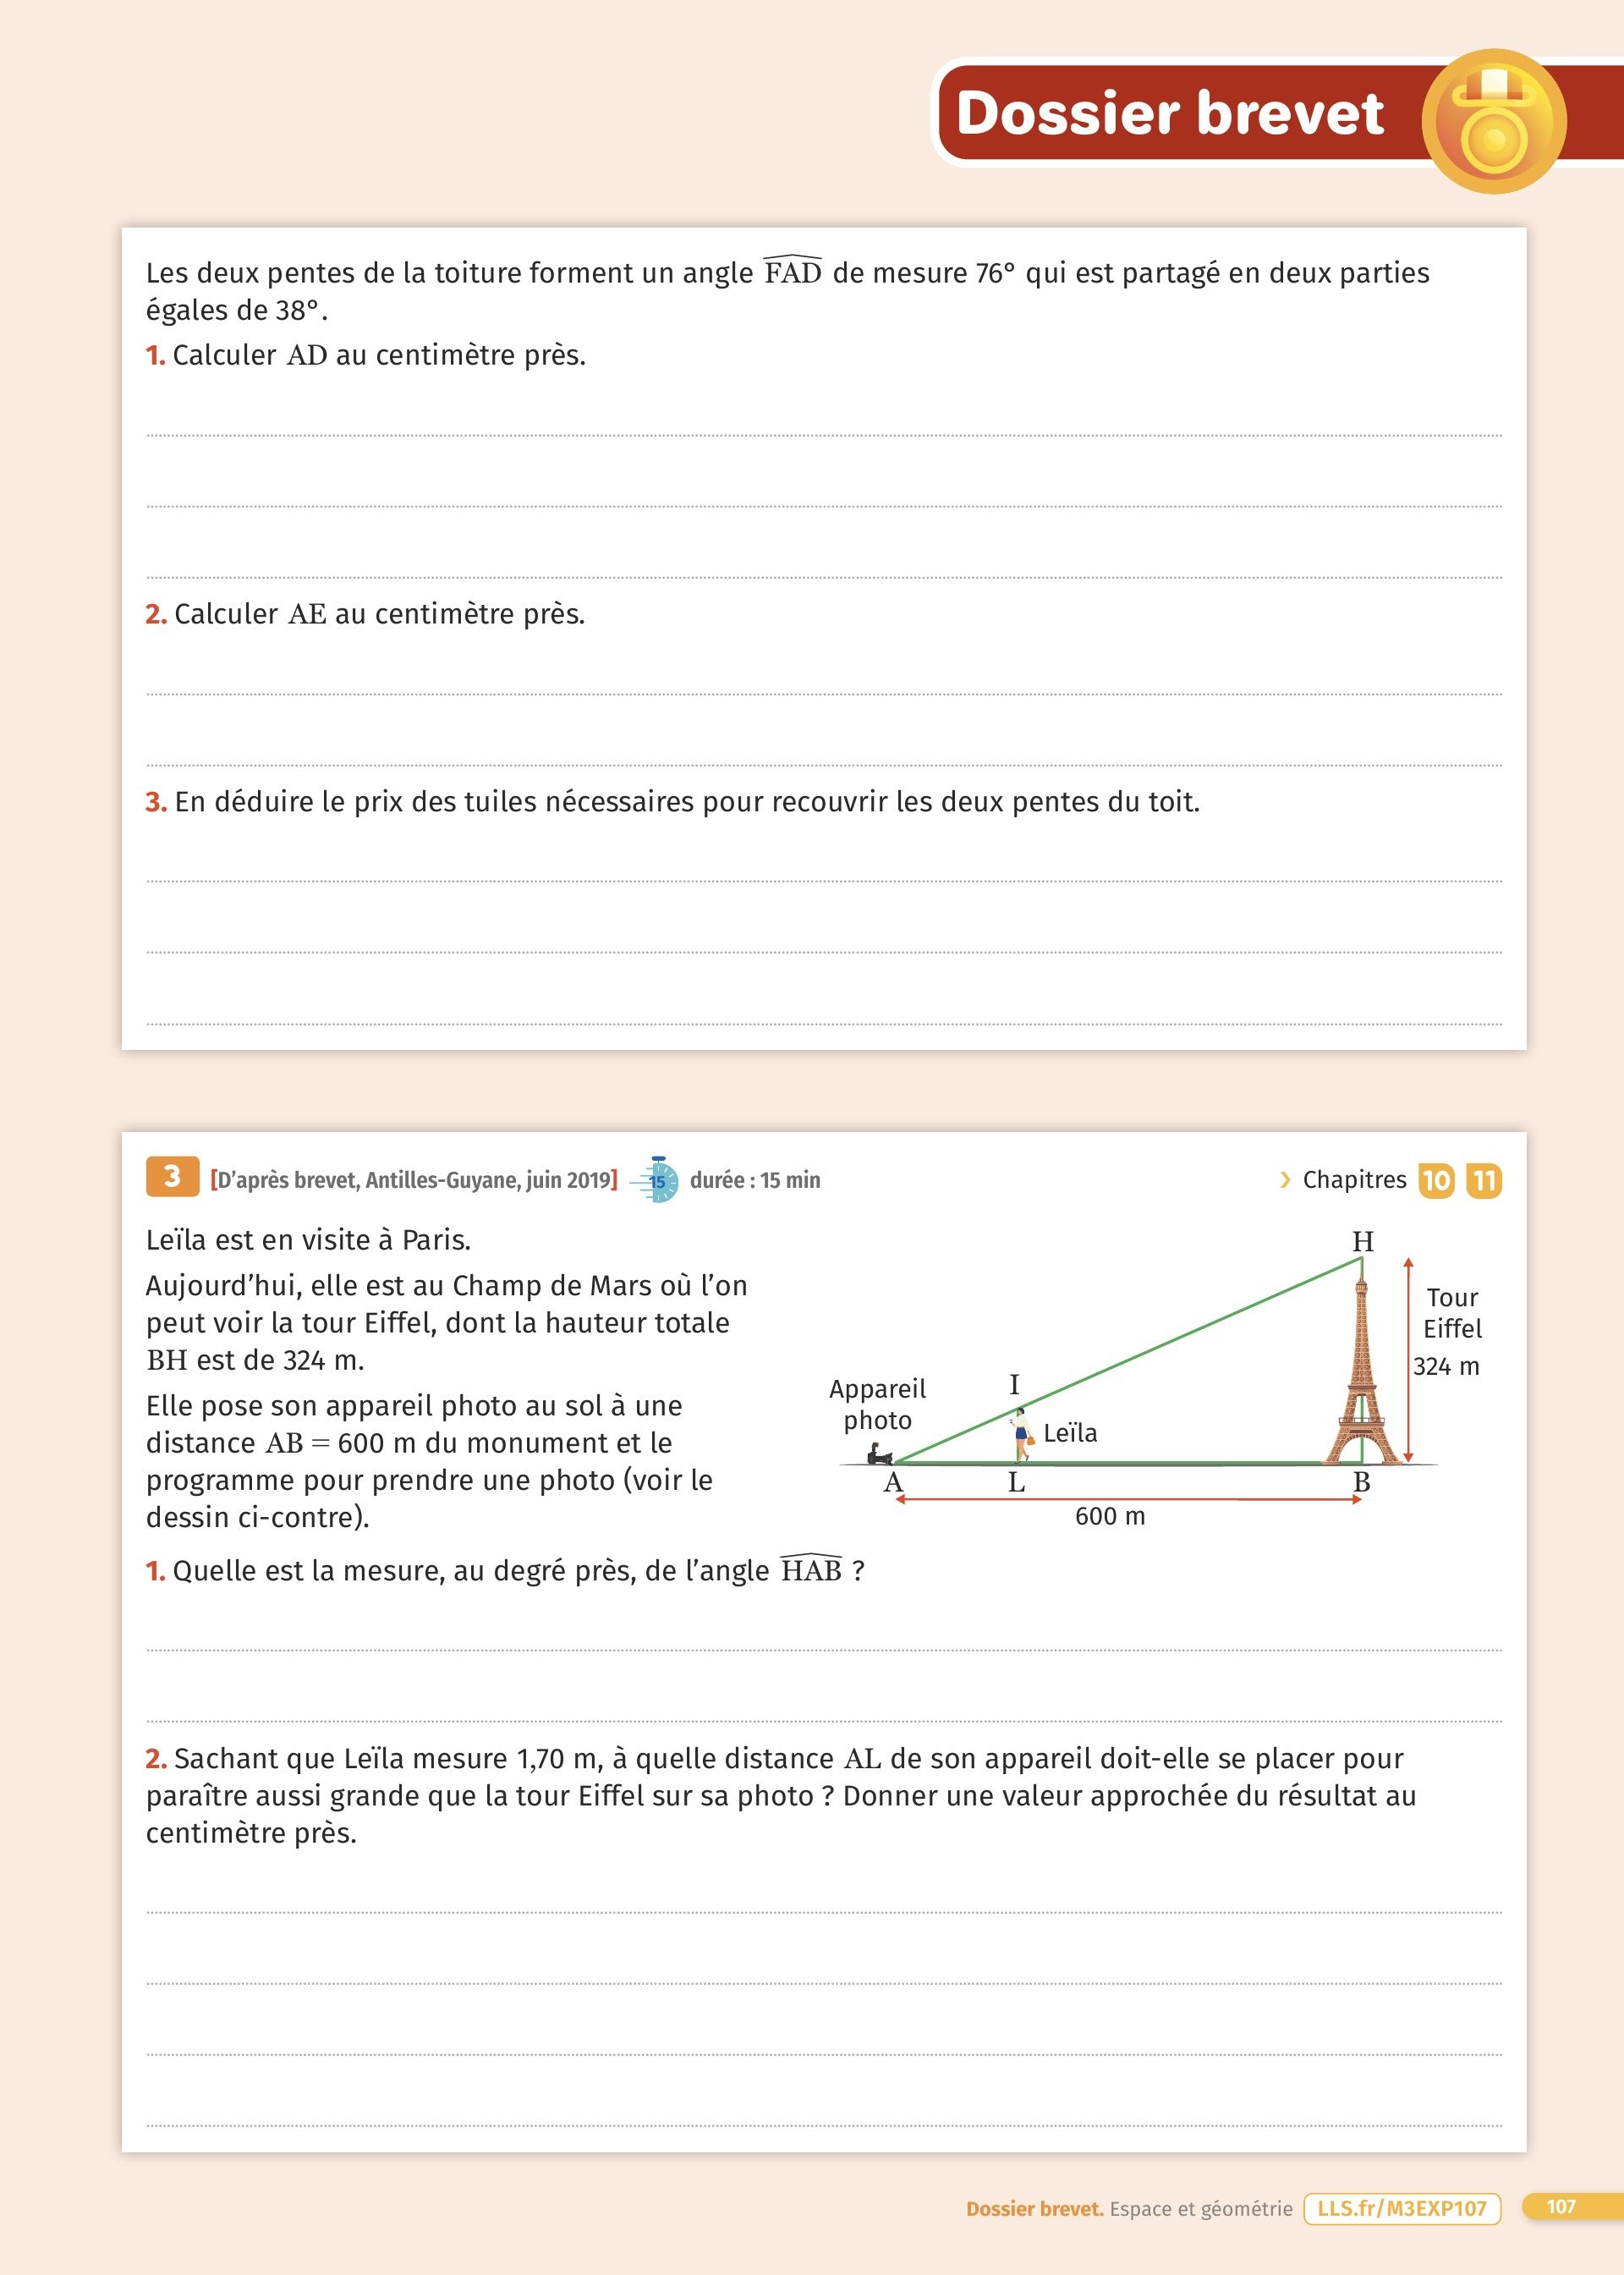 Dossier brevet
Les deux pentes de la toiture forment un angle FAD de mesure 76° qui est partagé en deux parties
égales de 38°.
1. Calculer AD au centimètre près.
2. Calculer AE au centimètre près.
3. En déduire le prix des tuiles nécessaires pour recouvrir les deux pentes du toit.
3 [D’après brevet, Antilles-Guyane, juin 2019] 15 durée : 15 min
› Chapitres 10 11
Leïla est en visite à Paris.
Aujourd’hui, elle est au Champ de Mars où l’on
peut voir la tour Eiffel, dont la hauteur totale
BH est de 324 m.
Elle pose son appareil photo au sol à une
distance AB = 600 m du monument et le
programme pour prendre une photo (voir le
dessin ci-contre).
H
Tour
Eiffel
324 m
I
Appareil
photo
Leïla
A
L
B
600 m
1. Quelle est la mesure, au degré près, de l’angle HAB ?
2. Sachant que Leïla mesure 1,70 m, à quelle distance AL de son appareil doit-elle se placer pour
paraître aussi grande que la tour Eiffel sur sa photo ? Donner une valeur approchée du résultat au
centimètre près.
Dossier brevet. Espace et géométrie LLS.fr/M3EXP107 107